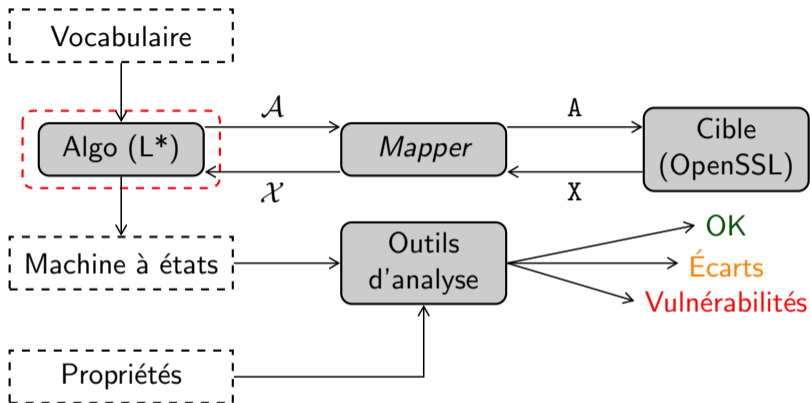 Vocabulaire
𝒜
A
Algo (L*)
Mapper
Cible
(OpenSSL)
𝒳
X
Machine à états
Outils
d'analyse
OK
Écarts
Vulnérabilités
Propriétés